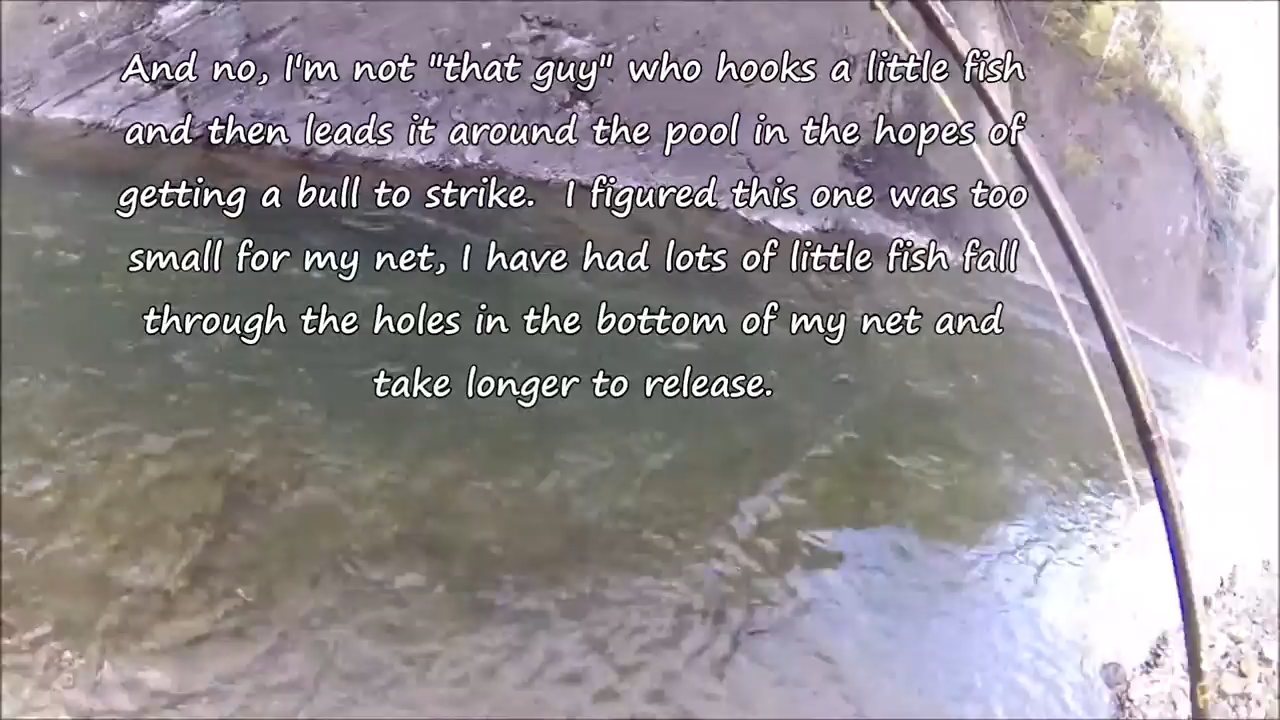 And no, I'm not "that guy" who hooks a little fish
and then leads it around the pool in the hopes of
getting a bull to strike.  I figured this one was too
small for my net, I have had lots of little fish fall
through the holes in the bottom of my net and
take longer to release.